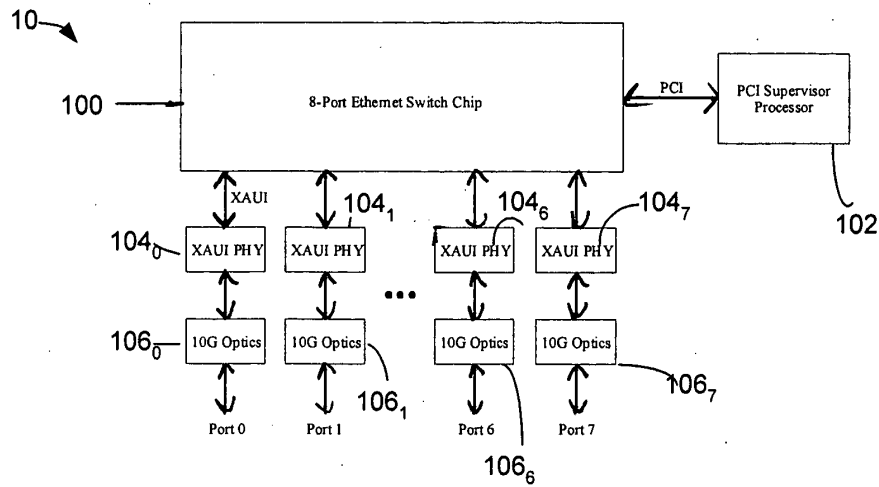 10
100
8-Port Ethernet Switch Chip
PCI
PCI Supervisor
Processor
102
XAUI
104₀
XAUI PHY
104₁
XAUI PHY
104₆
XAUI PHY
104₇
XAUI PHY
106₀
10G Optics
10G Optics
106₁
10G Optics
106₆
10G Optics
106₇
Port 0
Port 1
Port 6
Port 7